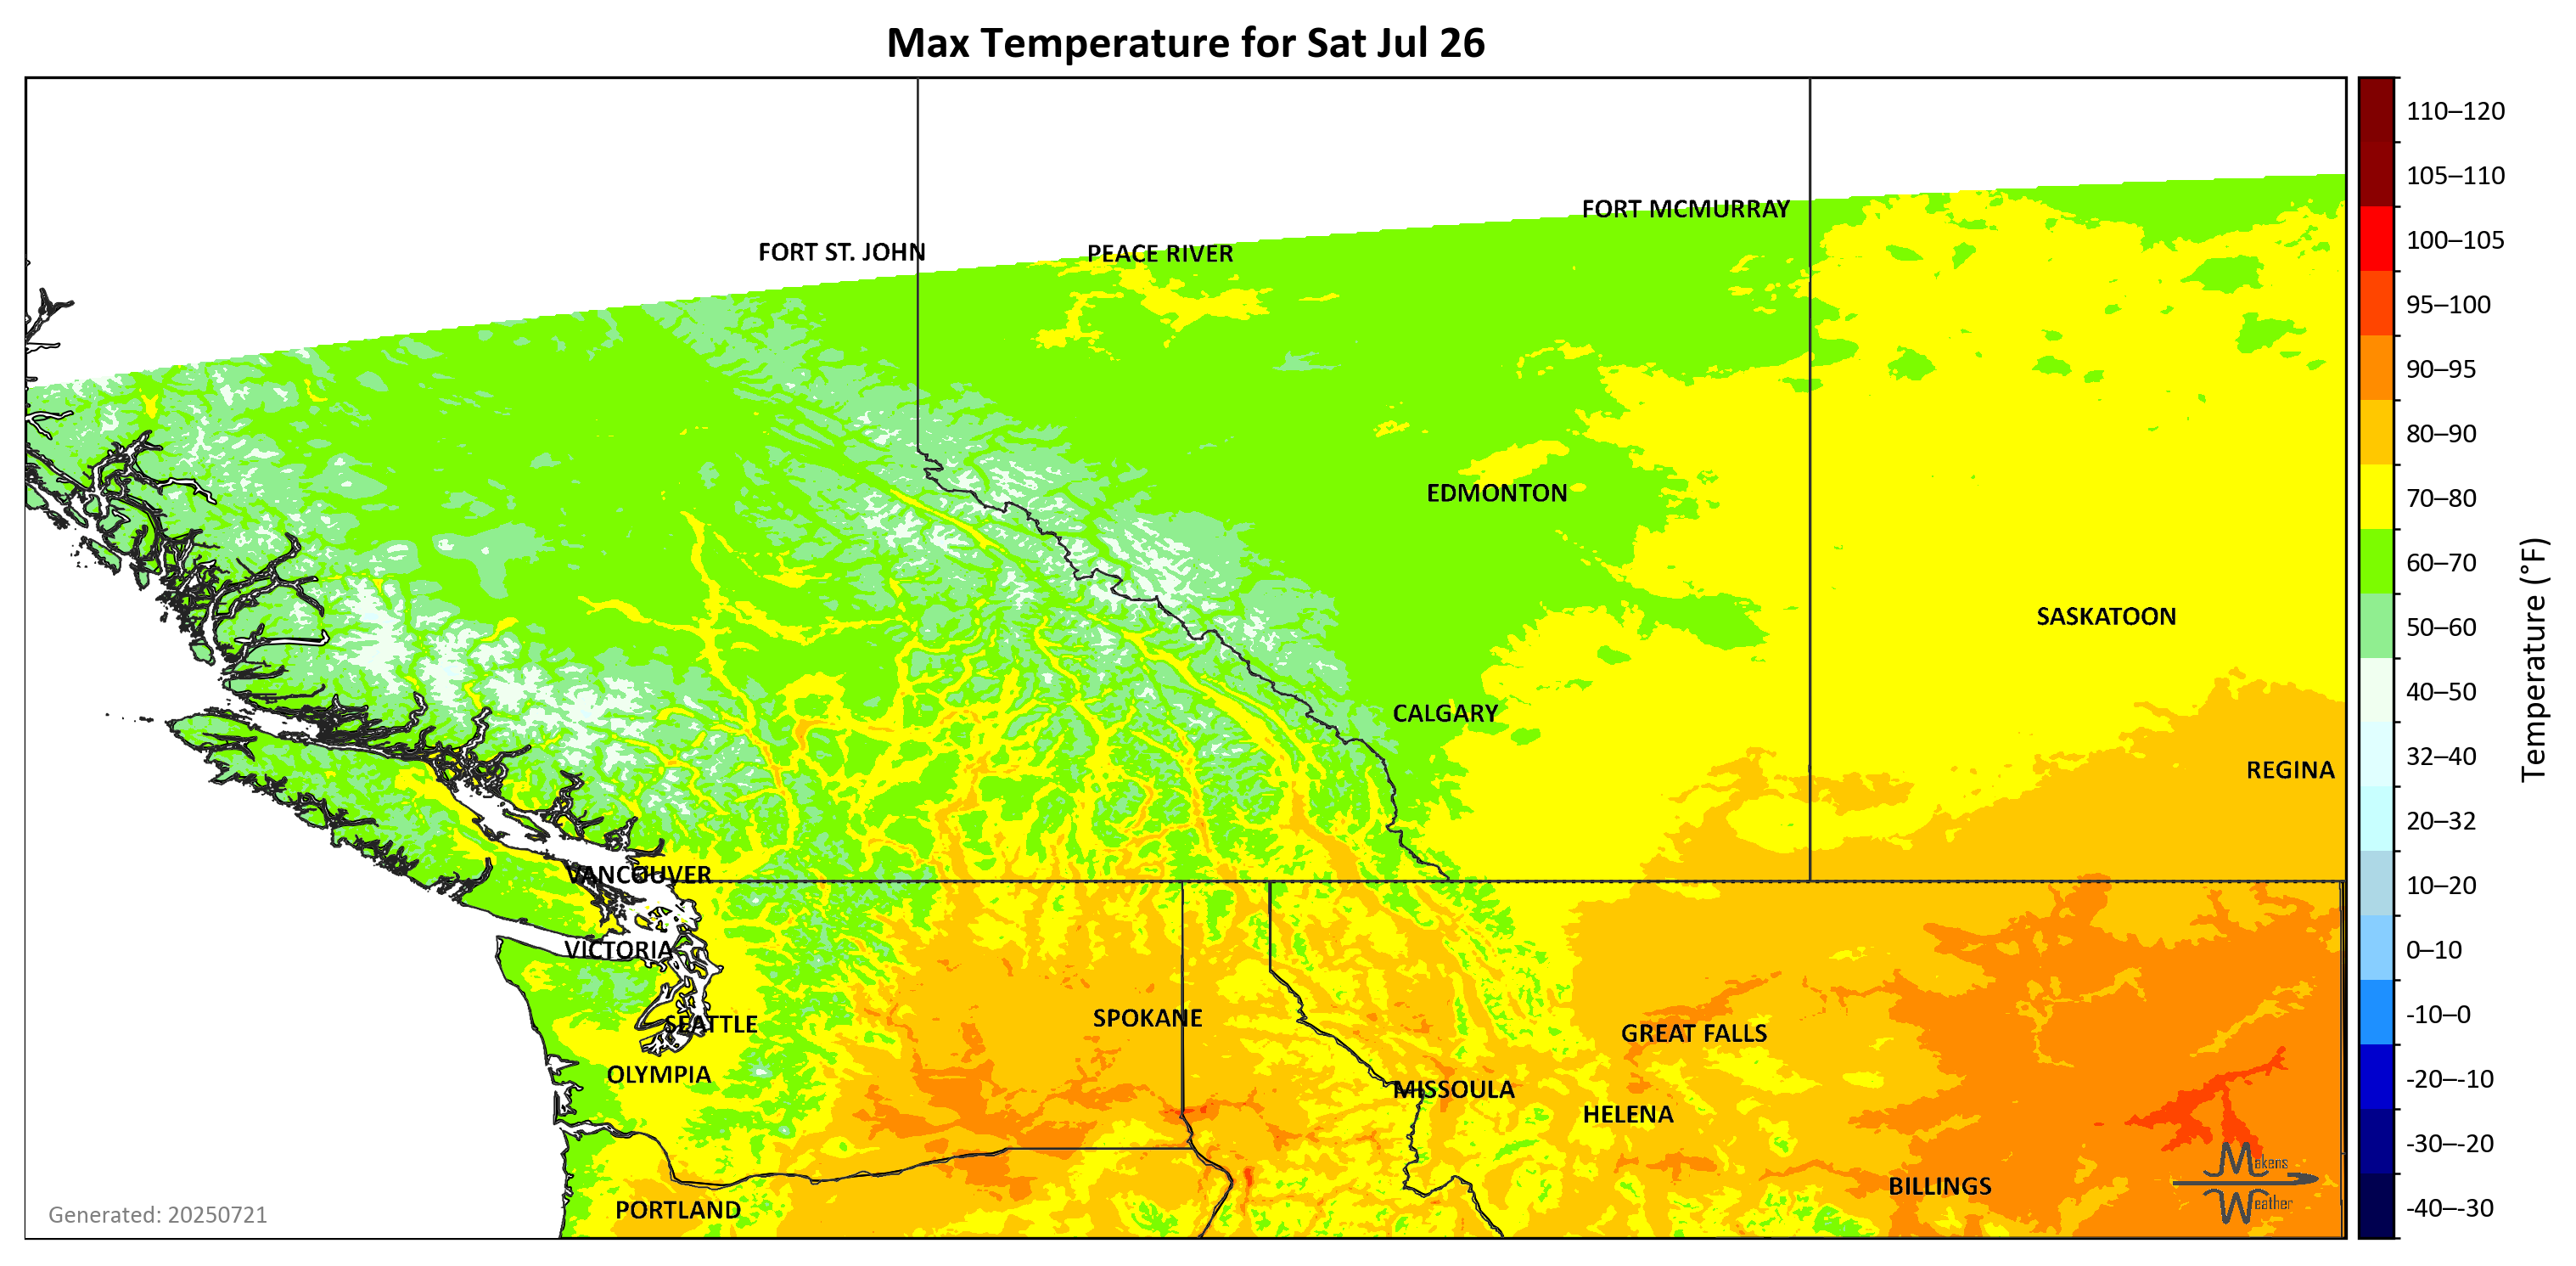 Max Temperature for Sat Jul 26
FORT MCMURRAY
FORT ST. JOHN
PEACE RIVER
EDMONTON
SASKATOON
CALGARY
REGINA
VANCOUVER
VICTORIA
SEATTLE
SPOKANE
GREAT FALLS
OLYMPIA
MISSOULA
HELENA
BILLINGS
PORTLAND
Makens
Weather
Generated: 20250721
110–120
105–110
100–105
95–100
90–95
80–90
70–80
60–70
50–60
40–50
32–40
20–32
10–20
0–10
-10–0
-20–-10
-30–-20
-40–-30
Temperature (°F)